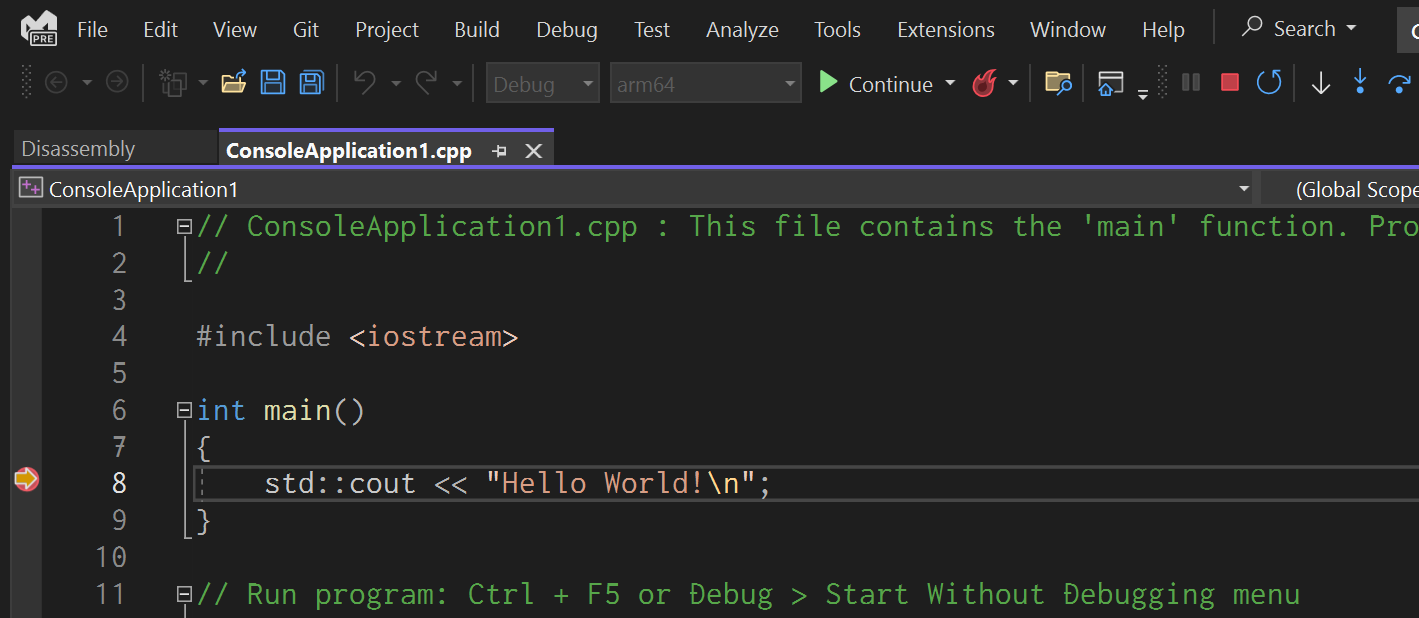 PRE File Edit View Git Project Build Debug Test Analyze Tools Extensions Window Help Search
Debug arm64 Continue
Disassembly ConsoleApplication1.cpp
ConsoleApplication1 (Global Scope
1 // ConsoleApplication1.cpp : This file contains the 'main' function. Pro
2 //
3
4 #include <iostream>
5
6 int main()
7 {
8 std::cout << "Hello World!\n";
9 }
10
11 // Run program: Ctrl + F5 or Debug > Start Without Debugging menu